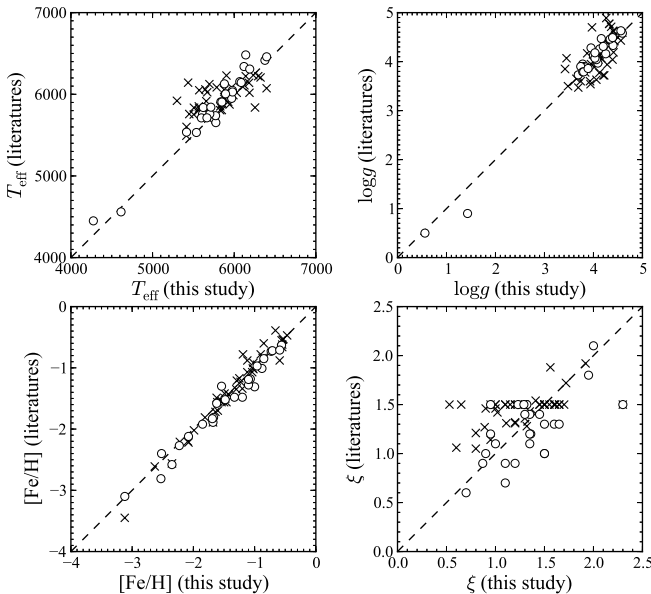 7000
6000
5000
4000
4000 5000 6000 7000
T_eff (literatures)
T_eff (this study)
5
4
3
2
1
0
0 1 2 3 4 5
logg (literatures)
logg (this study)
0
−1
−2
−3
−4
−4 −3 −2 −1 0
[Fe/H] (literatures)
[Fe/H] (this study)
2.5
2.0
1.5
1.0
0.5
0.0
0.0 0.5 1.0 1.5 2.0 2.5
ξ (literatures)
ξ (this study)